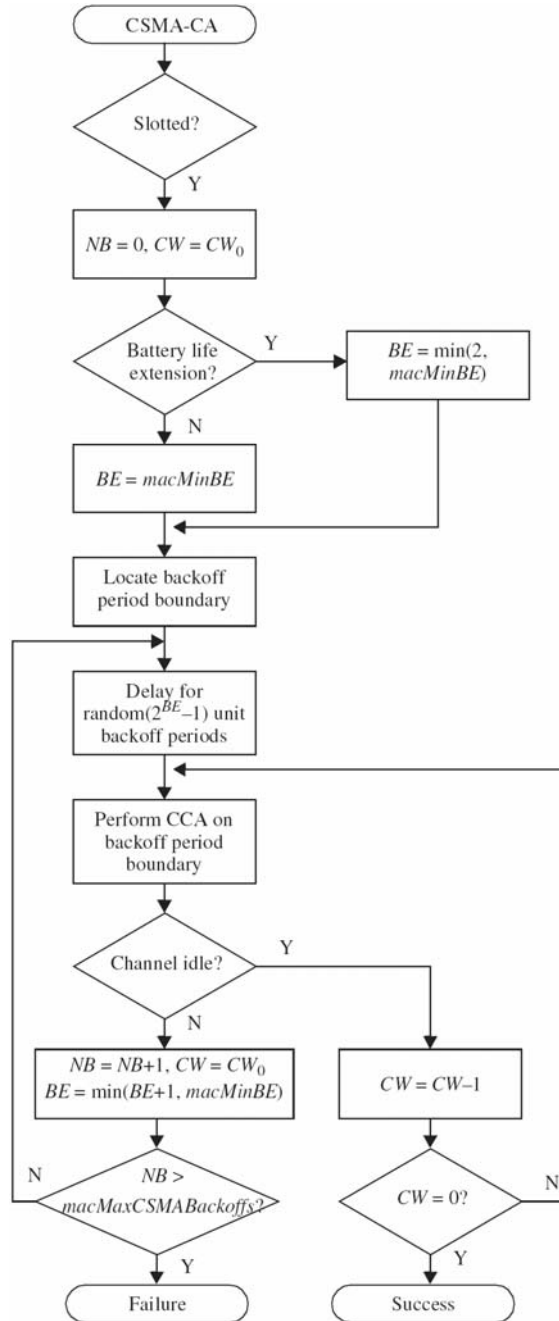 CSMA-CA
Slotted?
Y
NB = 0, CW = CW₀
Battery life
extension?
Y
BE = min(2,
macMinBE)
N
BE = macMinBE
Locate backoff
period boundary
Delay for
random(2^BE–1) unit
backoff periods
Perform CCA on
backoff period
boundary
Channel idle?
Y
N
NB = NB+1, CW = CW₀
BE = min(BE+1, macMinBE)
CW = CW–1
N
NB >
macMaxCSMABackoffs?
CW = 0?
N
Y
Y
Failure
Success